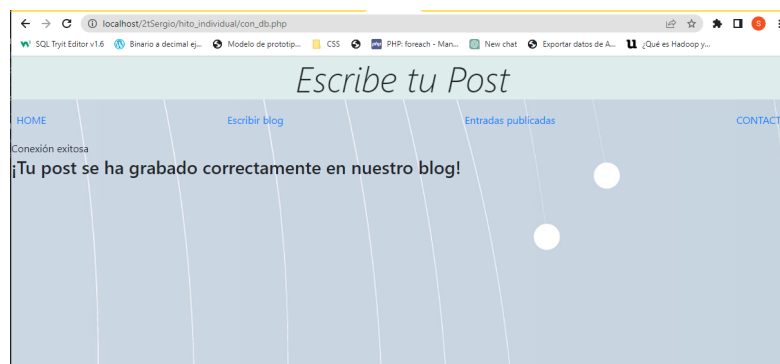 localhost/2tSergio/hito_individual/con_db.php
SQL Tryit Editor v1.6 Binario a decimal ej... Modelo de prototip... CSS PHP: foreach - Man... New chat Exportar datos de A... ¿Qué es Hadoop y...
Escribe tu Post
HOME Escribir blog Entradas publicadas CONTACT
Conexión exitosa
¡Tu post se ha grabado correctamente en nuestro blog!